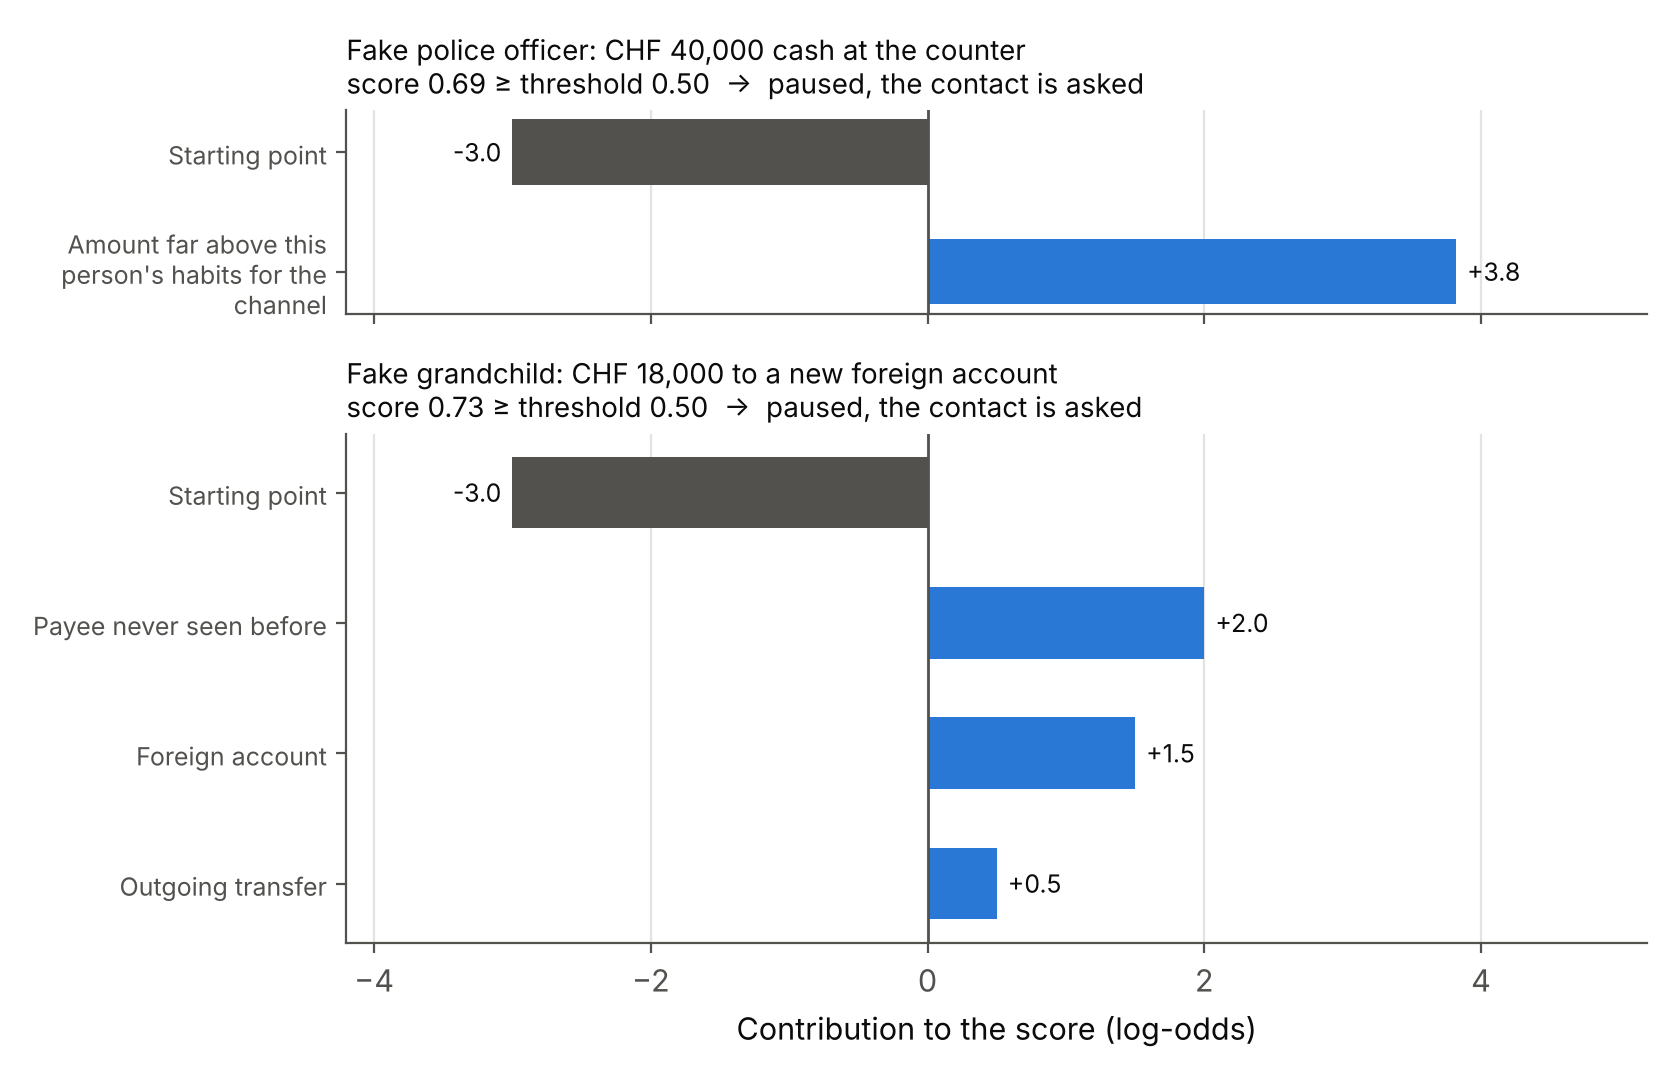 Fake police officer: CHF 40,000 cash at the counter
score 0.69 ≥ threshold 0.50 → paused, the contact is asked
Starting point
-3.0
Amount far above this
person's habits for the
channel
+3.8
Fake grandchild: CHF 18,000 to a new foreign account
score 0.73 ≥ threshold 0.50 → paused, the contact is asked
Starting point
-3.0
Payee never seen before
+2.0
Foreign account
+1.5
Outgoing transfer
+0.5
−4 −2 0 2 4
Contribution to the score (log-odds)